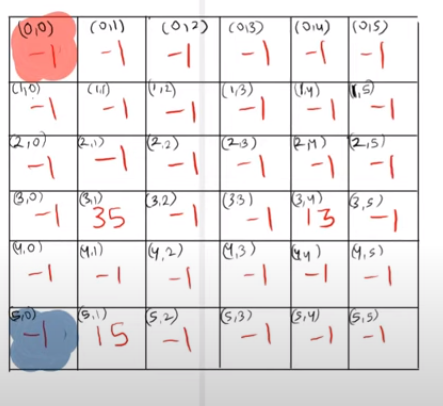 (0,0) (0,1) (0,2) (0,3) (0,4) (0,5)
-1 -1 -1 -1 -1 -1
(1,0) (1,1) (1,2) (1,3) (1,4) (1,5)
-1 -1 -1 -1 -1 -1
(2,0) (2,1) (2,2) (2,3) (2,4) (2,5)
-1 -1 -1 -1 -1 -1
(3,0) (3,1) (3,2) (33) (3,4) (3,5)
-1 35 -1 -1 13 -1
(4,0) (4,1) (4,2) (4,3) (44) (4,5)
-1 -1 -1 -1 -1 -1
(5,0) (5,1) (5,2) (5,3) (5,4) (5,5)
-1 15 -1 -1 -1 -1